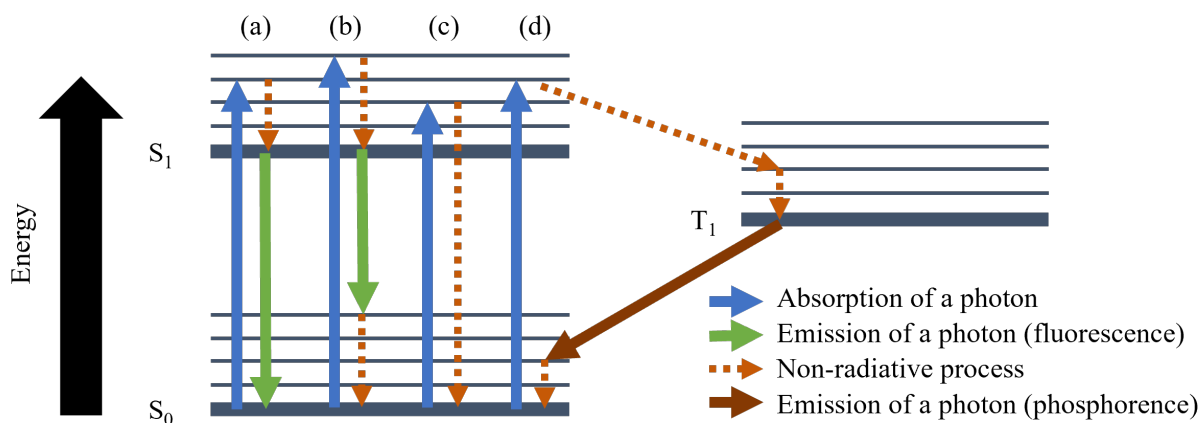 (a) (b) (c) (d)
S₁
T₁
Energy
Absorption of a photon
Emission of a photon (fluorescence)
Non-radiative process
Emission of a photon (phosphorence)
S₀